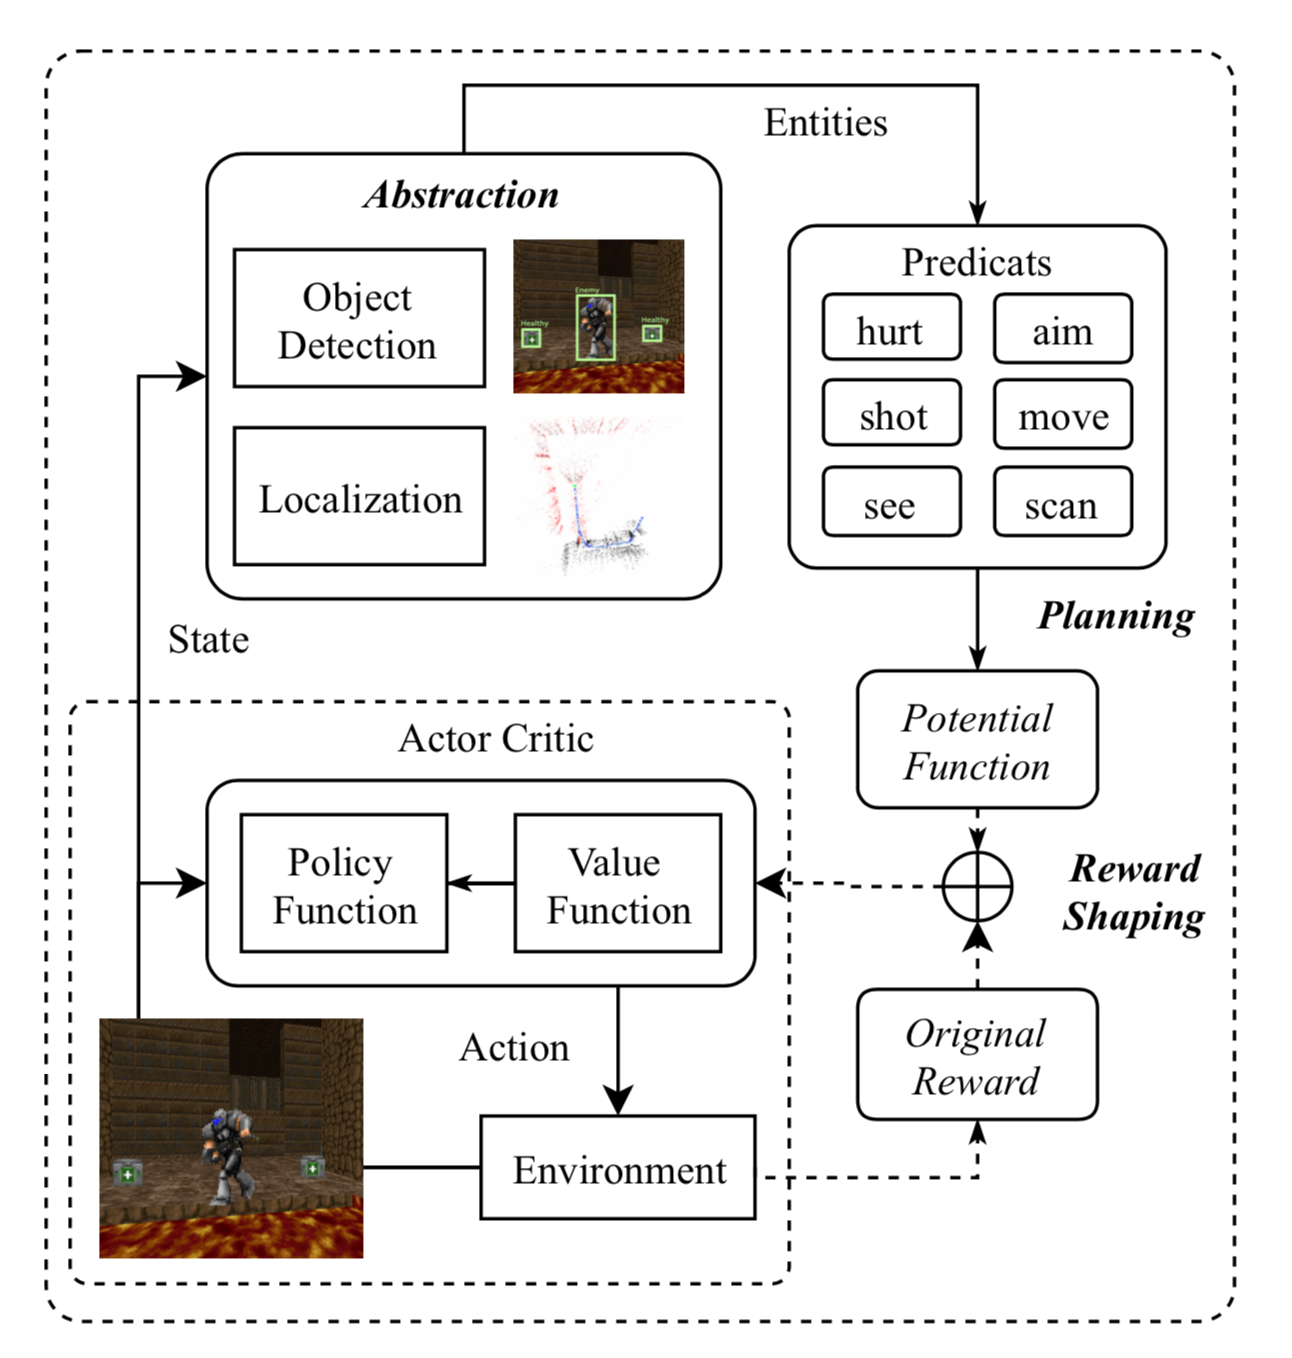 Entities
Abstraction
Object
Detection
Enemy
Healthy
Healthy
Localization
Predicats
hurt
aim
shot
move
see
scan
Planning
State
Potential
Function
Actor Critic
Policy
Function
Value
Function
Reward
Shaping
Original
Reward
Action
Environment